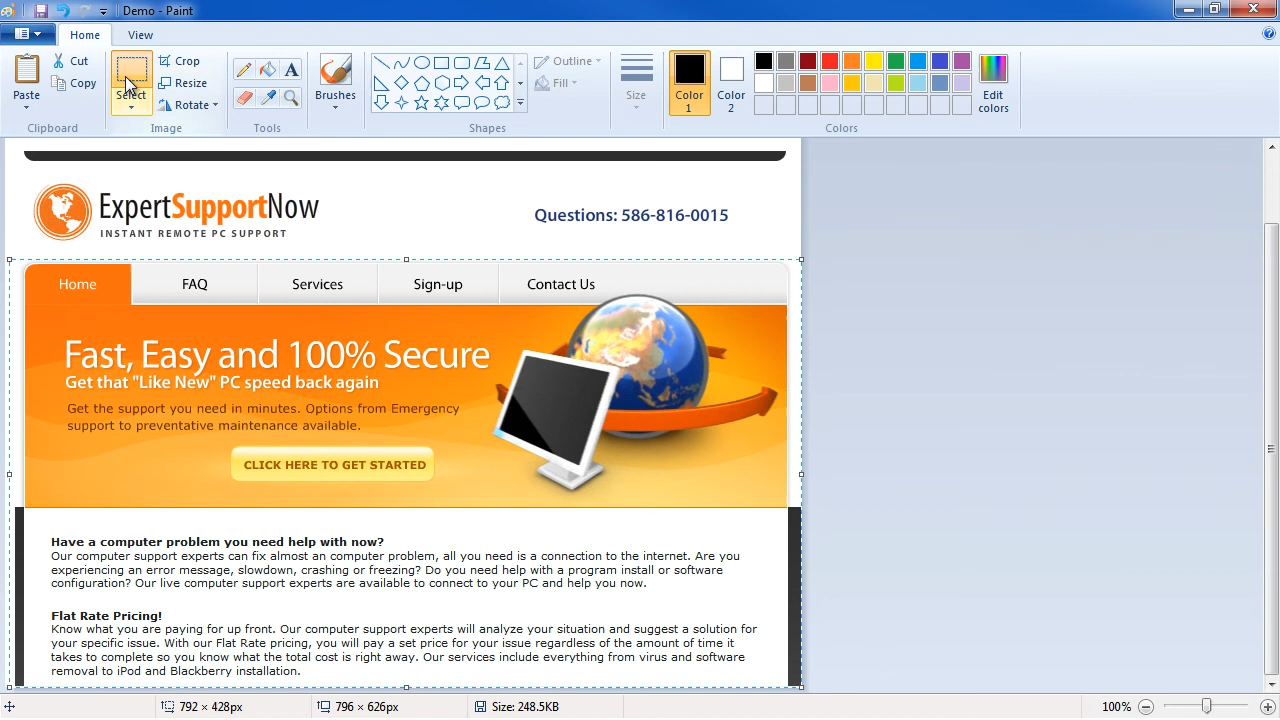 Demo - Paint
Home
View
Paste
Cut
Copy
Clipboard
Select
Crop
Resize
Rotate
Image
A
Tools
Brushes
Outline
Fill
Shapes
Size
Color 1
Color 2
Edit colors
Colors
ExpertSupportNow
INSTANT REMOTE PC SUPPORT
Questions: 586-816-0015
Home
FAQ
Services
Sign-up
Contact Us
Fast, Easy and 100% Secure
Get that "Like New" PC speed back again
Get the support you need in minutes. Options from Emergency
support to preventative maintenance available.
CLICK HERE TO GET STARTED
Have a computer problem you need help with now?
Our computer support experts can fix almost an computer problem, all you need is a connection to the internet. Are you
experiencing an error message, slowdown, crashing or freezing? Do you need help with a program install or software
configuration? Our live computer support experts are available to connect to your PC and help you now.
Flat Rate Pricing!
Know what you are paying for up front. Our computer support experts will analyze your situation and suggest a solution for
your specific issue. With our Flat Rate pricing, you will pay a set price for your issue regardless of the amount of time it
takes to complete so you know what the total cost is right away. Our services include everything from virus and software
removal to iPod and Blackberry installation.
792 × 428px
796 × 626px
Size: 248.5KB
100%